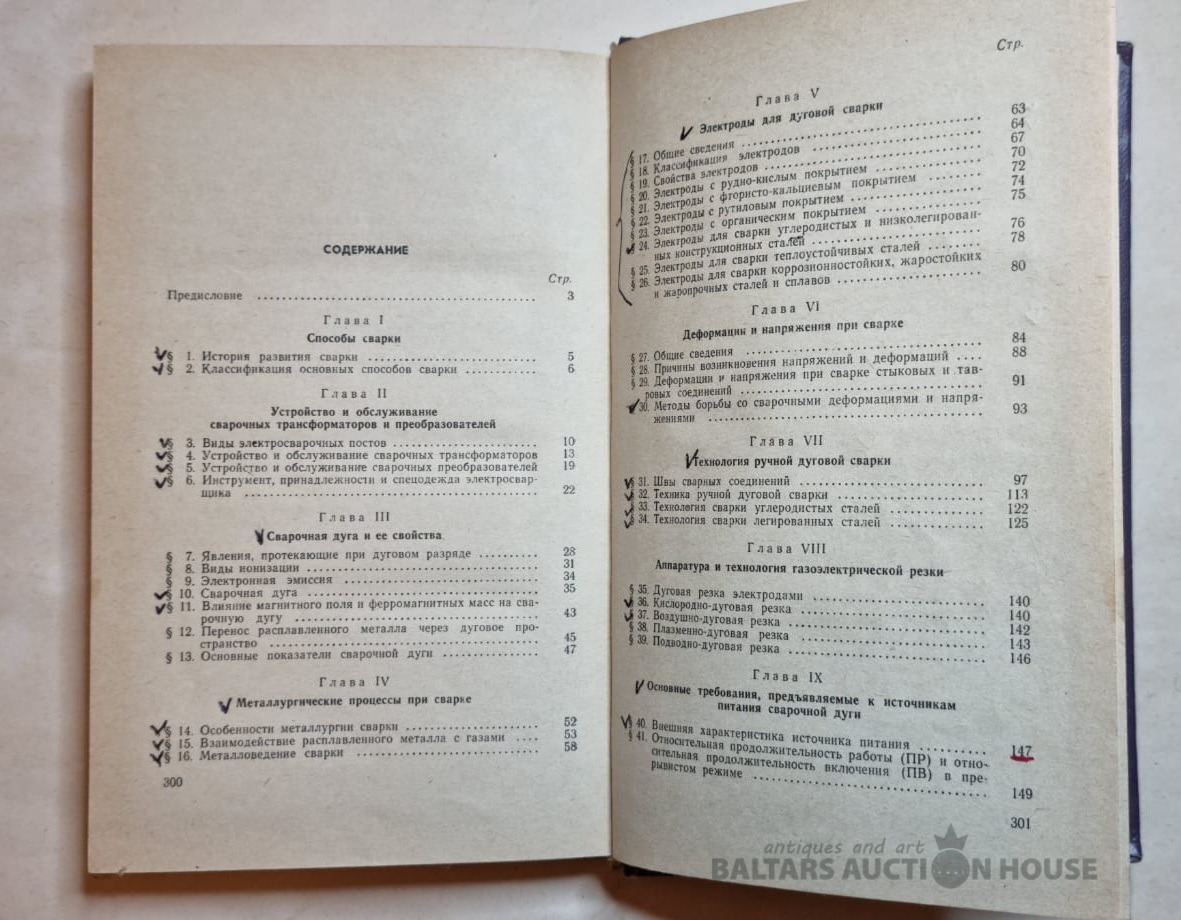 СОДЕРЖАНИЕ
Стр.
Предисловие ........ 3
Глава I
Способы сварки
§ 1. История развития сварки ........ 5
§ 2. Классификация основных способов сварки ........ 6
Глава II
Устройство и обслуживание
сварочных трансформаторов и преобразователей
§ 3. Виды электросварочных постов ........ 10
§ 4. Устройство и обслуживание сварочных трансформаторов 13
§ 5. Устройство и обслуживание сварочных преобразователей 19
§ 6. Инструмент, принадлежности и спецодежда электросвар-
щика ........ 22
Глава III
Сварочная дуга и ее свойства
§ 7. Явления, протекающие при дуговом разряде ........ 28
§ 8. Виды ионизации ........ 31
§ 9. Электронная эмиссия ........ 34
§ 10. Сварочная дуга ........ 35
§ 11. Влияние магнитного поля и ферромагнитных масс на сва-
рочную дугу ........ 43
§ 12. Перенос расплавленного металла через дуговое про-
странство ........ 45
§ 13. Основные показатели сварочной дуги ........ 47
Глава IV
Металлургические процессы при сварке
§ 14. Особенности металлургии сварки ........ 52
§ 15. Взаимодействие расплавленного металла с газами .... 53
§ 16. Металловедение сварки ........ 58
300
Стр.
Глава V
Электроды для дуговой сварки
§ 17. Общие сведения ........ 63
§ 18. Классификация электродов ........ 64
§ 19. Свойства электродов ........ 67
§ 20. Электроды с рудно-кислым покрытием ........ 70
§ 21. Электроды с фтористо-кальциевым покрытием ........ 72
§ 22. Электроды с рутиловым покрытием ........ 74
§ 23. Электроды с органическим покрытием ........ 75
§ 24. Электроды для сварки углеродистых и низколегирован-
ных конструкционных сталей ........ 76
§ 25. Электроды для сварки теплоустойчивых сталей ........ 78
§ 26. Электроды для сварки коррозионностойких, жаростойких
и жаропрочных сталей и сплавов ........ 80
Глава VI
Деформации и напряжения при сварке
§ 27. Общие сведения ........ 84
§ 28. Причины возникновения напряжений и деформаций .... 88
§ 29. Деформации и напряжения при сварке стыковых и тав-
ровых соединений ........ 91
§ 30. Методы борьбы со сварочными деформациями и напря-
жениями ........ 93
Глава VII
Технология ручной дуговой сварки
§ 31. Швы сварных соединений ........ 97
§ 32. Техника ручной дуговой сварки ........ 113
§ 33. Технология сварки углеродистых сталей ........ 122
§ 34. Технология сварки легированных сталей ........ 125
Глава VIII
Аппаратура и технология газоэлектрической резки
§ 35. Дуговая резка электродами ........ 140
§ 36. Кислородно-дуговая резка ........ 140
§ 37. Воздушно-дуговая резка ........ 142
§ 38. Плазменно-дуговая резка ........ 143
§ 39. Подводно-дуговая резка ........ 146
Глава IX
Основные требования, предъявляемые к источникам
питания сварочной дуги
§ 40. Внешняя характеристика источника питания ........ 147
§ 41. Относительная продолжительность работы (ПР) и отно-
сительная продолжительность включения (ПВ) в пре-
рывистом режиме ........ 149
301
antiques and art
BALTARS AUCTION HOUSE